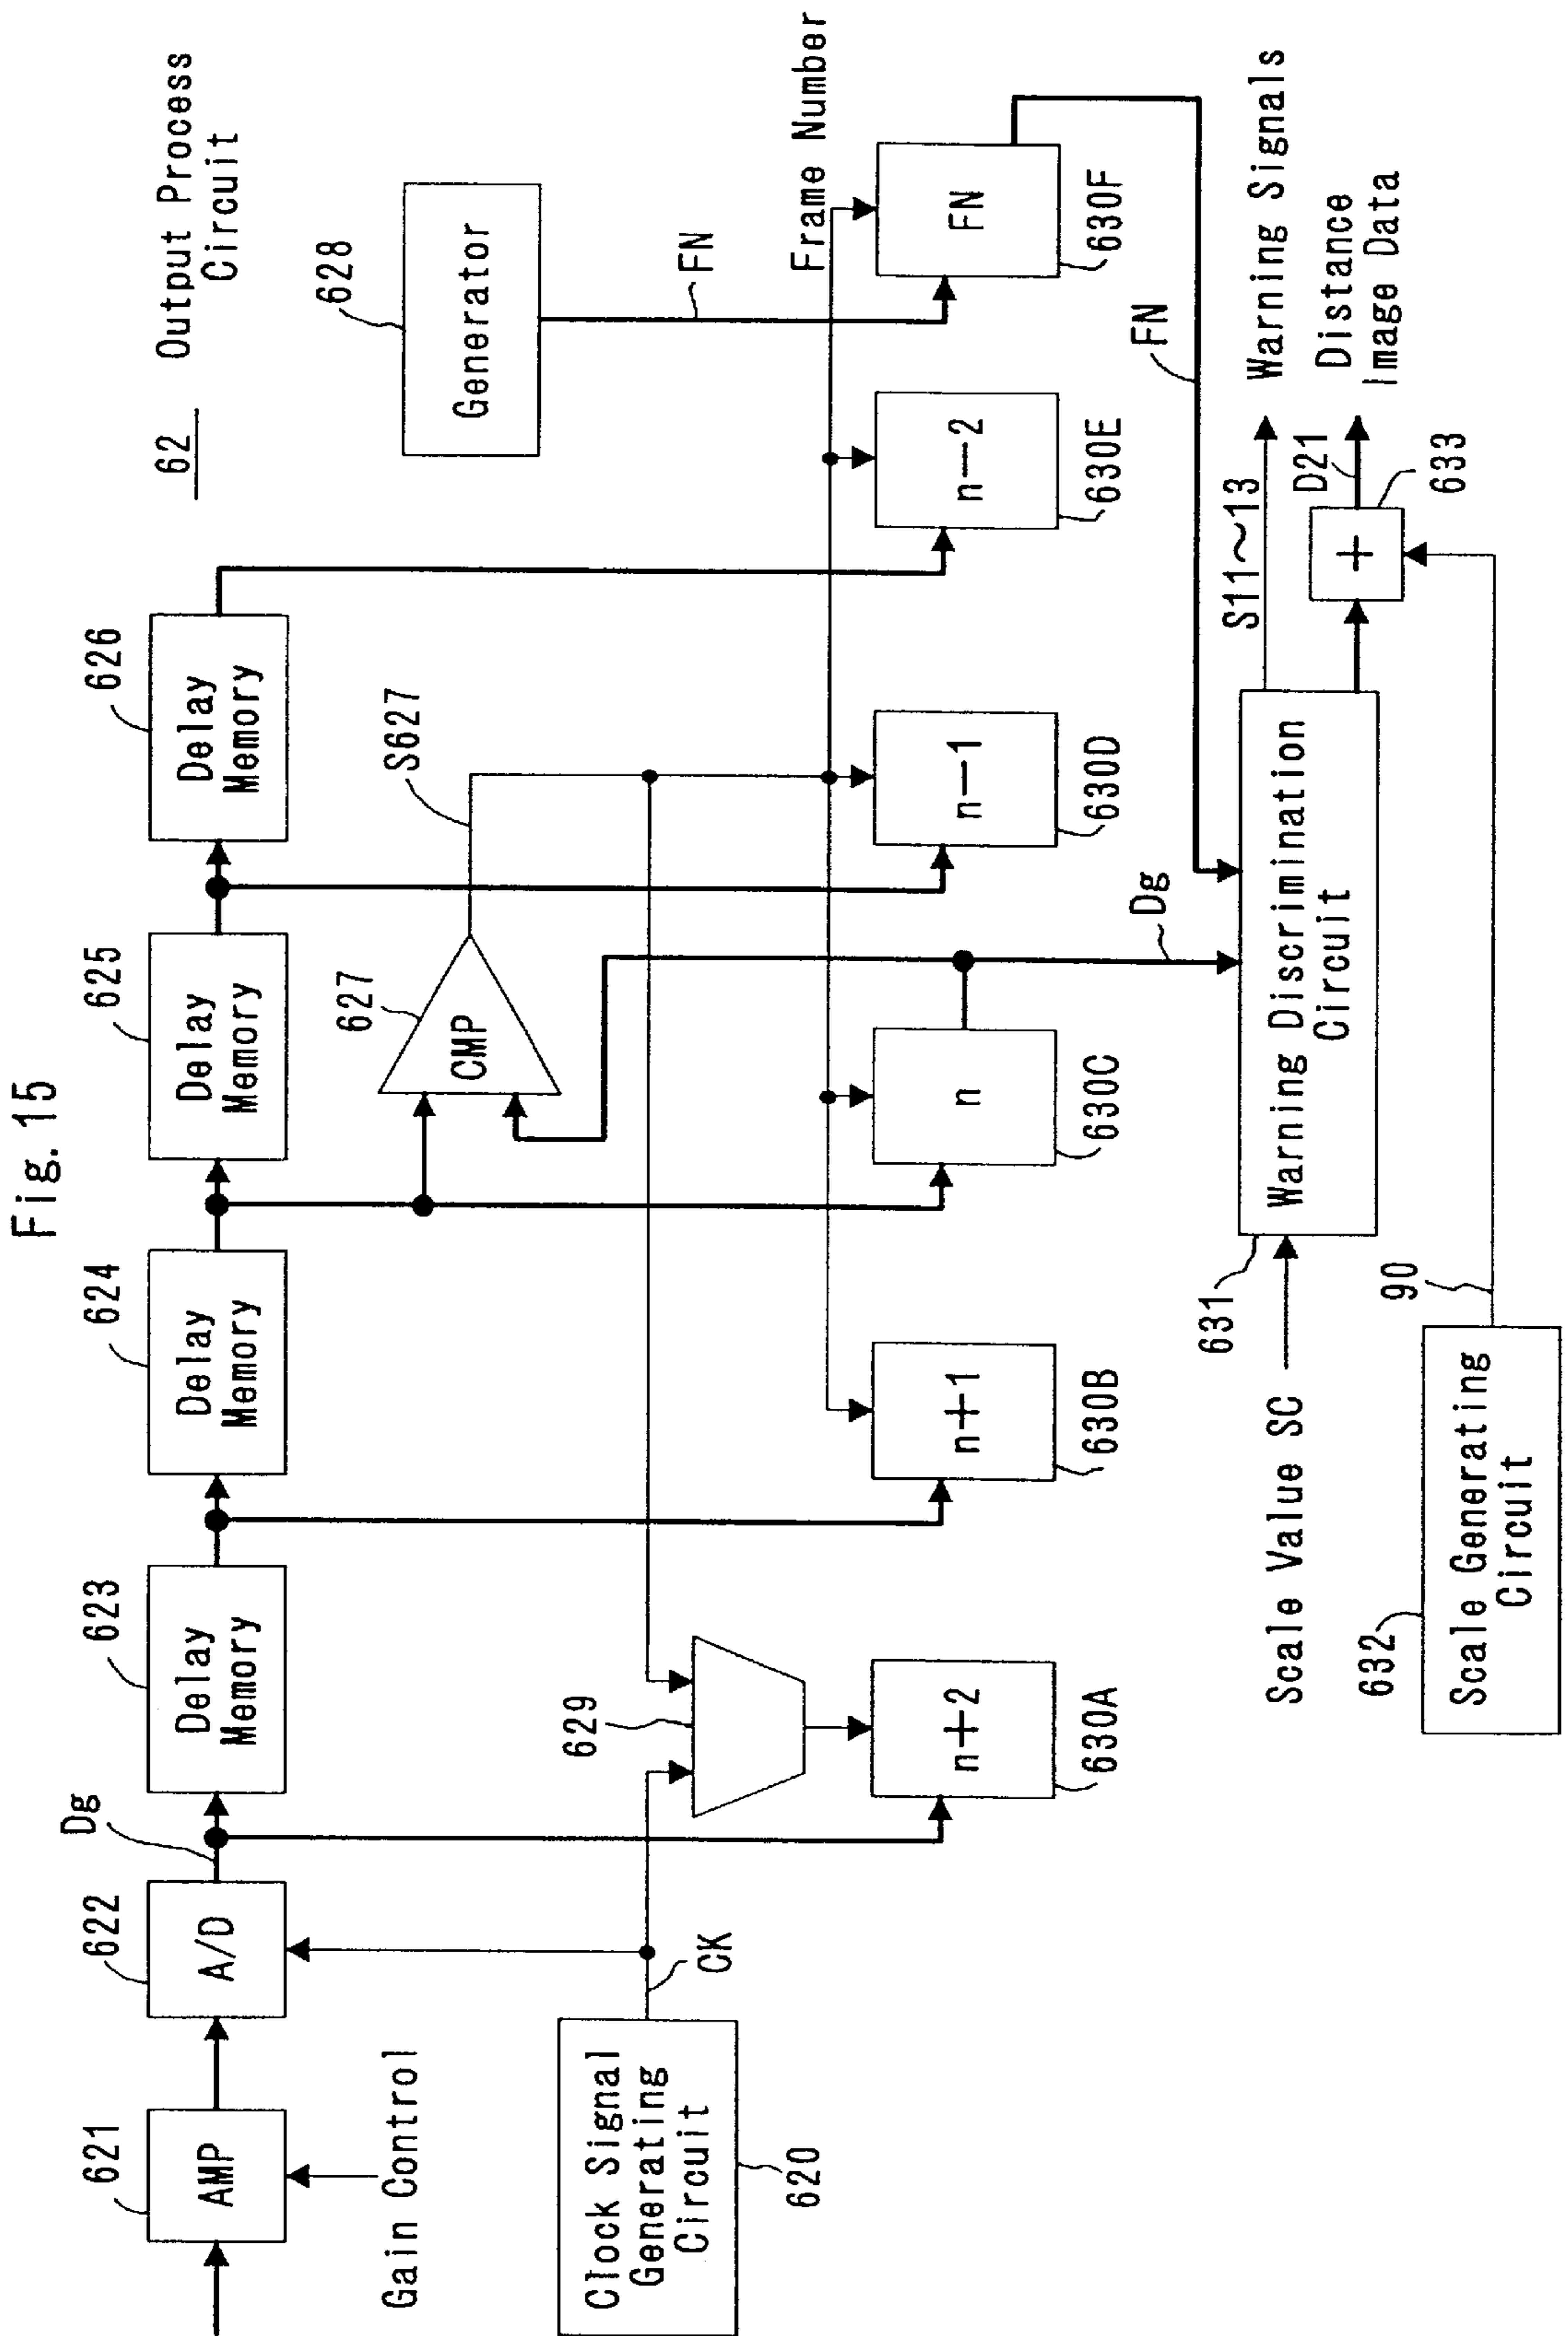 Fig. 15
62 Output Process
Circuit
621
AMP
Gain Control
622
A/D
Dg
623
Delay
Memory
624
Delay
Memory
625
Delay
Memory
626
Delay
Memory
628
Generator
FN
627
CMP
S627
Clock Signal
Generating
Circuit
620
CK
629
Frame Number
n+2
630A
n+1
630B
n
630C
n−1
630D
n−2
630E
FN
630F
Dg
FN
Scale Value SC
631
Warning Discrimination
Circuit
S11~13
Warning Signals
D21
Distance
Image Data
+
633
632
Scale Generating
Circuit
90